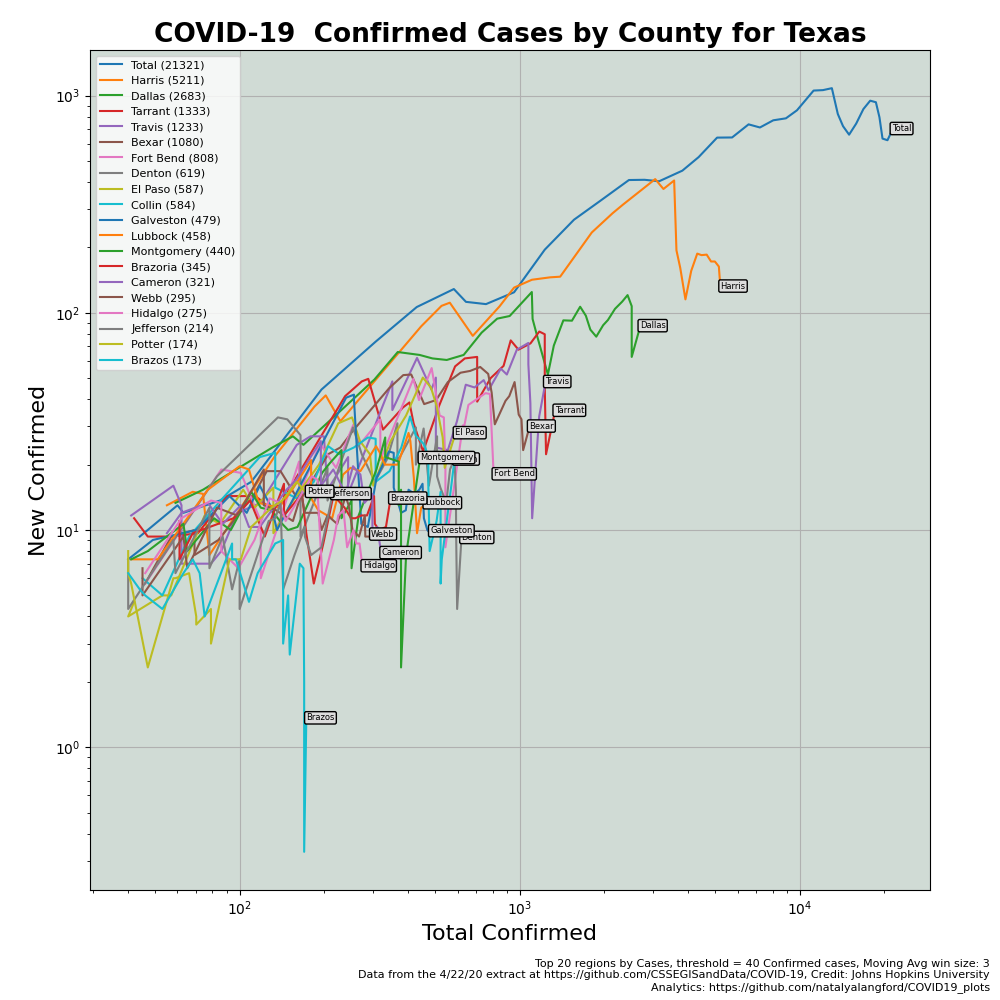 COVID-19  Confirmed Cases by County for Texas
Total (21321)
Harris (5211)
Dallas (2683)
Tarrant (1333)
Travis (1233)
Bexar (1080)
Fort Bend (808)
Denton (619)
El Paso (587)
Collin (584)
Galveston (479)
Lubbock (458)
Montgomery (440)
Brazoria (345)
Cameron (321)
Webb (295)
Hidalgo (275)
Jefferson (214)
Potter (174)
Brazos (173)
New Confirmed
10³
10²
10¹
10⁰
Total
Harris
Dallas
Travis
Tarrant
Bexar
El Paso
Montgomery
Fort Bend
Potter
Jefferson
Brazoria
Lubbock
Webb
Galveston
Denton
Cameron
Hidalgo
Brazos
10²
10³
10⁴
Total Confirmed
Top 20 regions by Cases, threshold = 40 Confirmed cases, Moving Avg win size: 3
Data from the 4/22/20 extract at https://github.com/CSSEGISandData/COVID-19, Credit: Johns Hopkins University
Analytics: https://github.com/natalyalangford/COVID19_plots